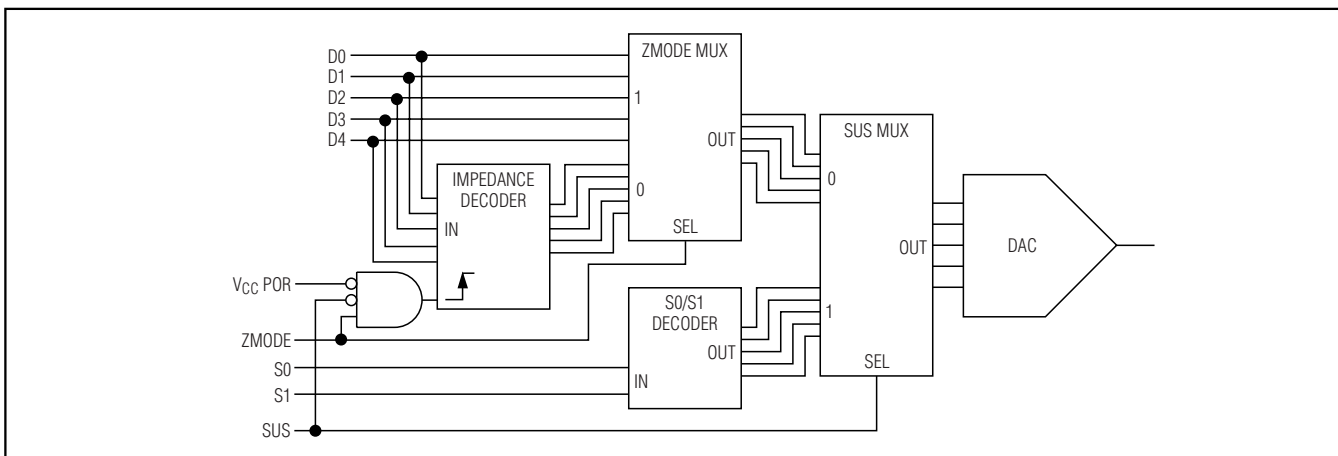 D0
D1
D2
D3
D4
ZMODE MUX
1
OUT
0
SEL
IMPEDANCE
DECODER
IN
VCC POR
ZMODE
S0
S1
SUS
S0/S1
DECODER
OUT
IN
SUS MUX
0
OUT
1
SEL
DAC